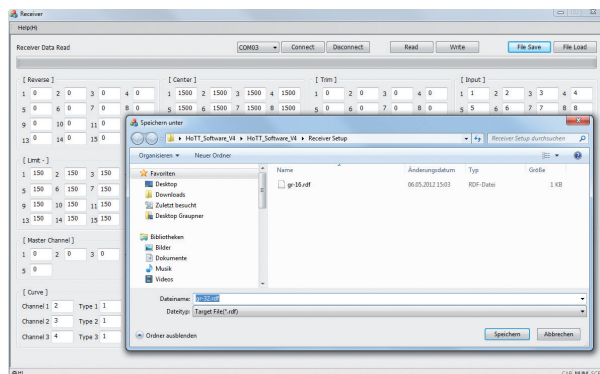 Receiver
Help(H)
Receiver Data Read COM03 Connect Disconnect Read Write File Save File Load
[ Reverse ] [ Center ] [ Trim ] [ Input ]
1 0 2 0 3 0 4 0 1 1500 2 1500 3 1500 4 1500 1 0 2 0 3 0 4 0 1 1 2 2 3 3 4 4
5 0 6 0 7 0 8 0 5 1500 6 1500 7 1500 8 1500 5 0 6 0 7 0 8 0 5 5 6 6 7 7 8 8
9 0 10 0 11 0
13 0 14 0 15 0
Speichern unter
HoTT_Software_V4 HoTT_Software_V4 Receiver Setup Receiver Setup durchsuchen
Organisieren Neuer Ordner
Favoriten
Desktop
Downloads
Zuletzt besucht
Desktop Graupner
Bibliotheken
Bilder
Dokumente
Musik
Videos
Name Änderungsdatum Typ Größe
gr-16.rdf 06.05.2012 15:03 RDF-Datei 1 KB
Dateiname: gr-32.rdf
Dateityp: Target File(*.rdf)
Ordner ausblenden Speichern Abbrechen
[ Limit - ]
1 150 2 150 3 150
5 150 6 150 7 150
9 150 10 150 11 150
13 150 14 150 15 150
[ Master Channel ]
1 0 2 0 3 0
5 0
[ Curve ]
Channel 1 2 Type 1 1
Channel 2 3 Type 2 1
Channel 3 4 Type 3 1
CAP NUM SCF